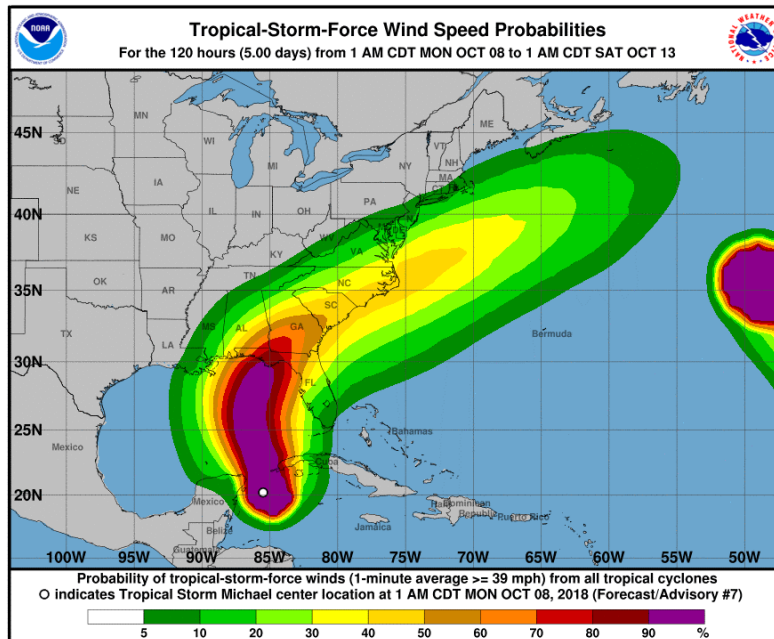 Tropical-Storm-Force Wind Speed Probabilities
For the 120 hours (5.00 days) from 1 AM CDT MON OCT 08 to 1 AM CDT SAT OCT 13
NOAA
45N
40N
35N
30N
25N
20N
MN
WI
MI
ME
VT
NH
NY
MA
CT
SD
NE
IA
IL
IN
OH
PA
KS
MO
KY
WV
VA
DE
OK
AR
TN
NC
SC
TX
LA
MS
AL
GA
FL
Bermuda
Mexico
Bahamas
Cuba
Mexico
Belize
Guatemala
Jamaica
Haiti
Dominican
Republic
Puerto Rico
100W 95W 90W 85W 80W 75W 70W 65W 60W 55W 50W
Probability of tropical-storm-force winds (1-minute average >= 39 mph) from all tropical cyclones
O indicates Tropical Storm Michael center location at 1 AM CDT MON OCT 08, 2018 (Forecast/Advisory #7)
5 10 20 30 40 50 60 70 80 90 %